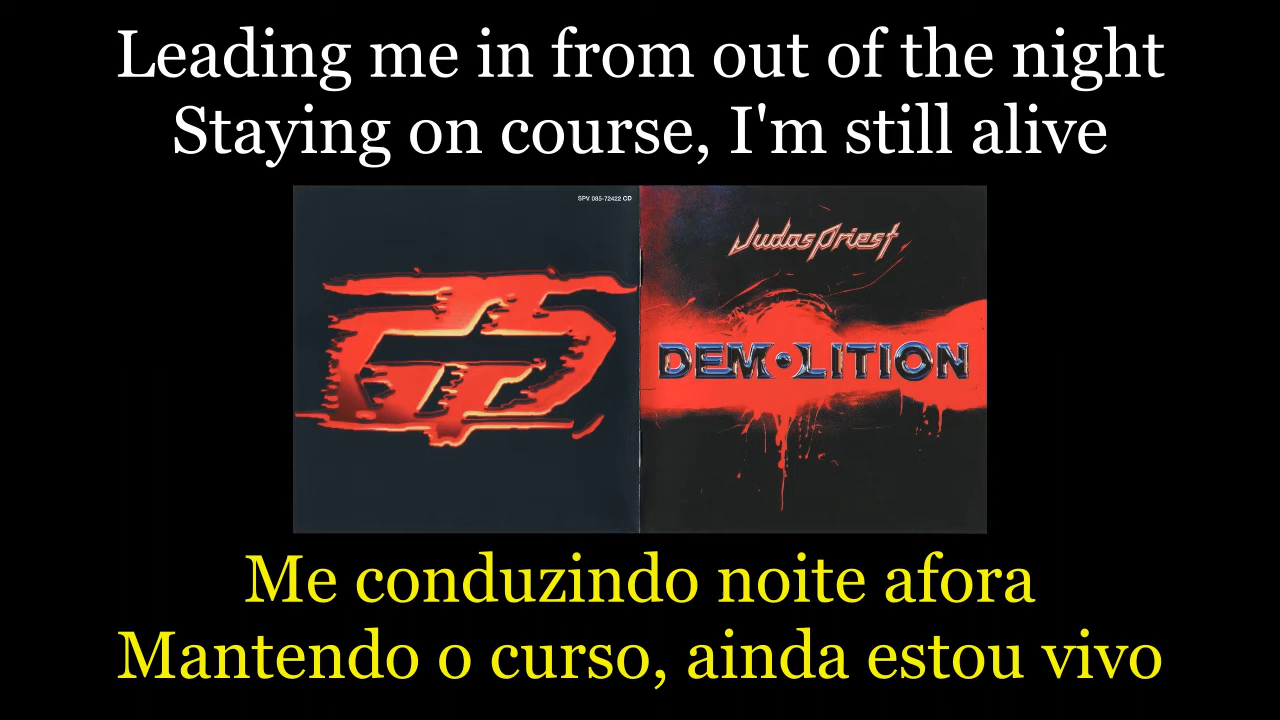 Leading me in from out of the night
Staying on course, I'm still alive
SPV 085-72422 CD
Judas Priest
DEMOLITION
Me conduzindo noite afora
Mantendo o curso, ainda estou vivo